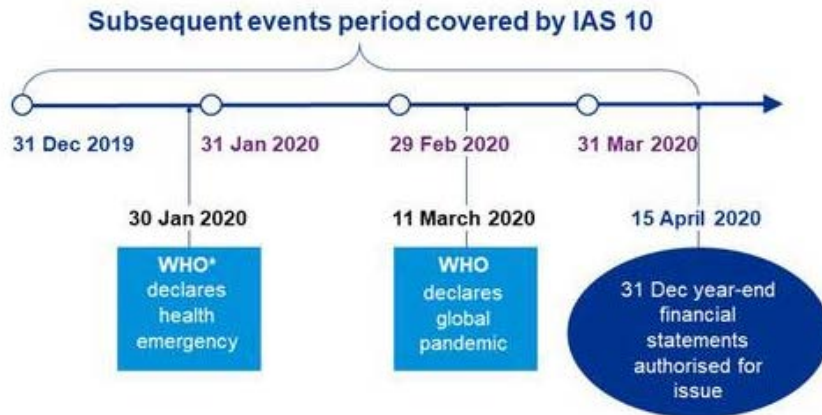 Subsequent events period covered by IAS 10
31 Dec 2019
31 Jan 2020
29 Feb 2020
31 Mar 2020
30 Jan 2020
11 March 2020
15 April 2020
WHO*
declares
health
emergency
WHO
declares
global
pandemic
31 Dec year-end
financial
statements
authorised for
issue